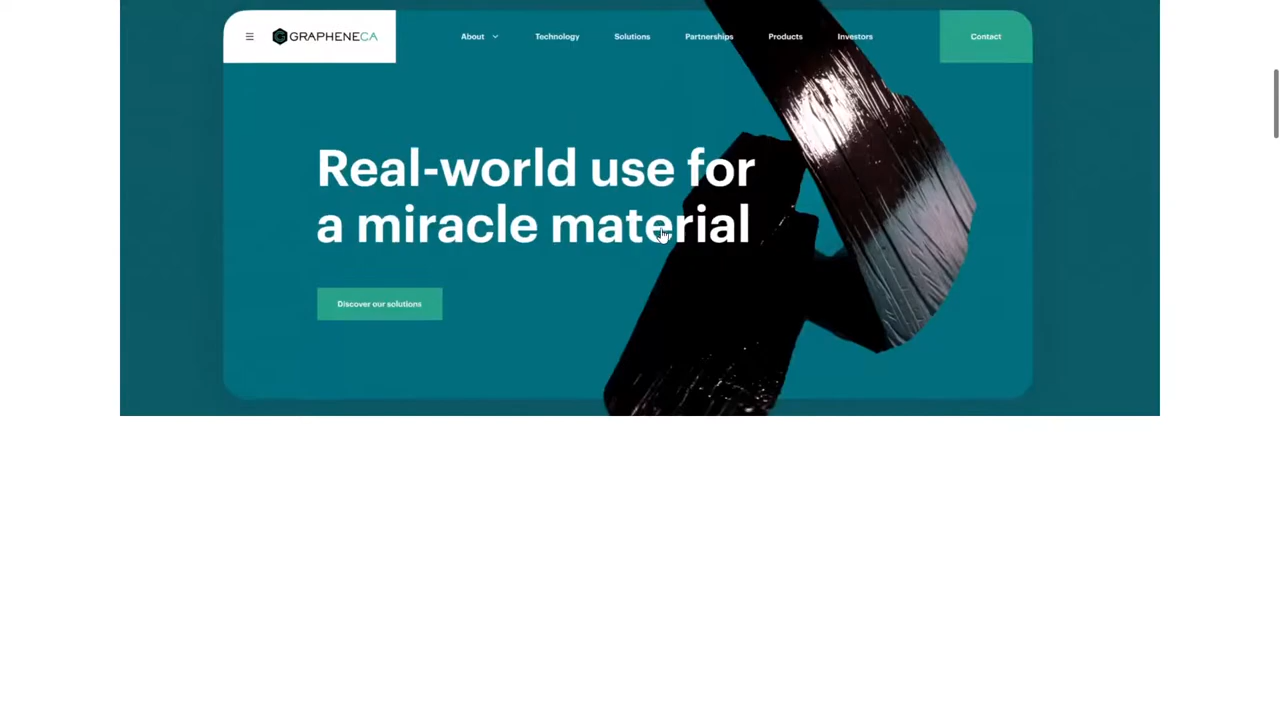 GRAPHENECA
About
Technology
Solutions
Partnerships
Products
Investors
Contact
Real-world use for
a miracle material
Discover our solutions